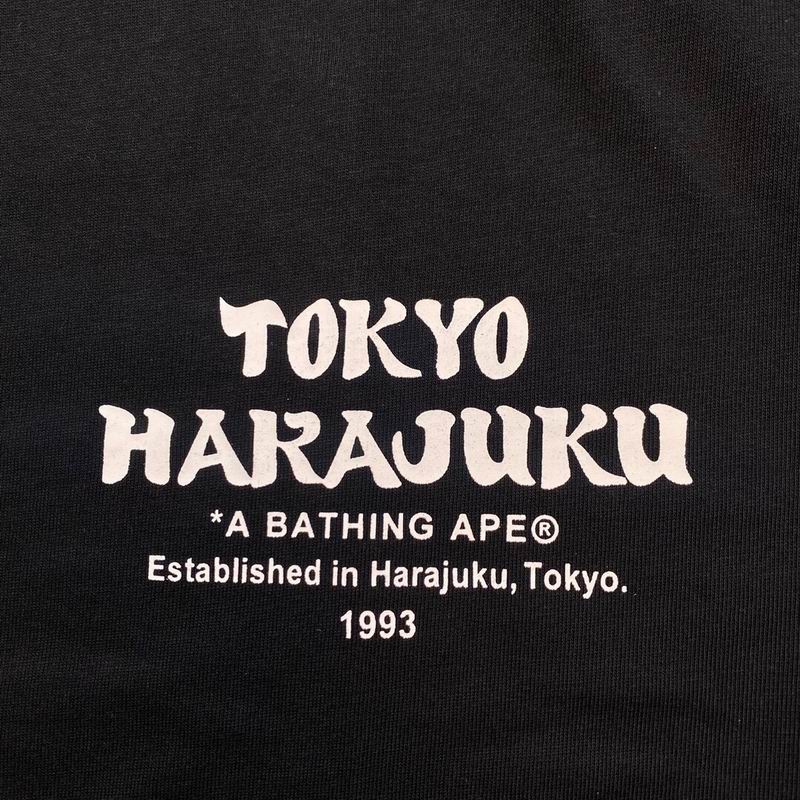 TOKYO
HARAJUKU
*A BATHING APE®
Established in Harajuku, Tokyo.
1993